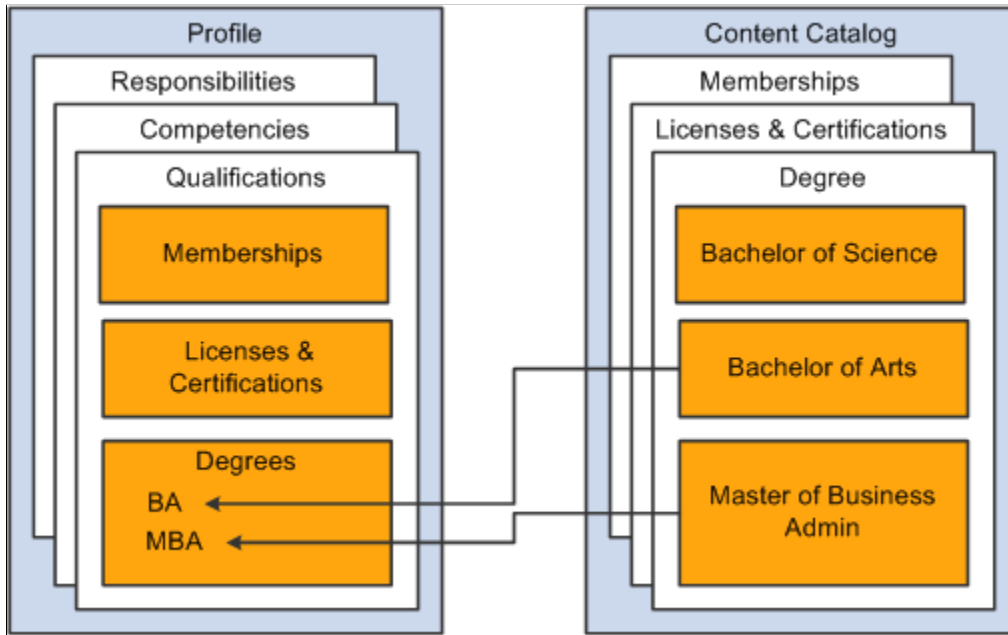 Profile
Responsibilities
Competencies
Qualifications
Memberships
Licenses &
Certifications
Degrees
BA
MBA
Content Catalog
Memberships
Licenses & Certifications
Degree
Bachelor of Science
Bachelor of Arts
Master of Business
Admin